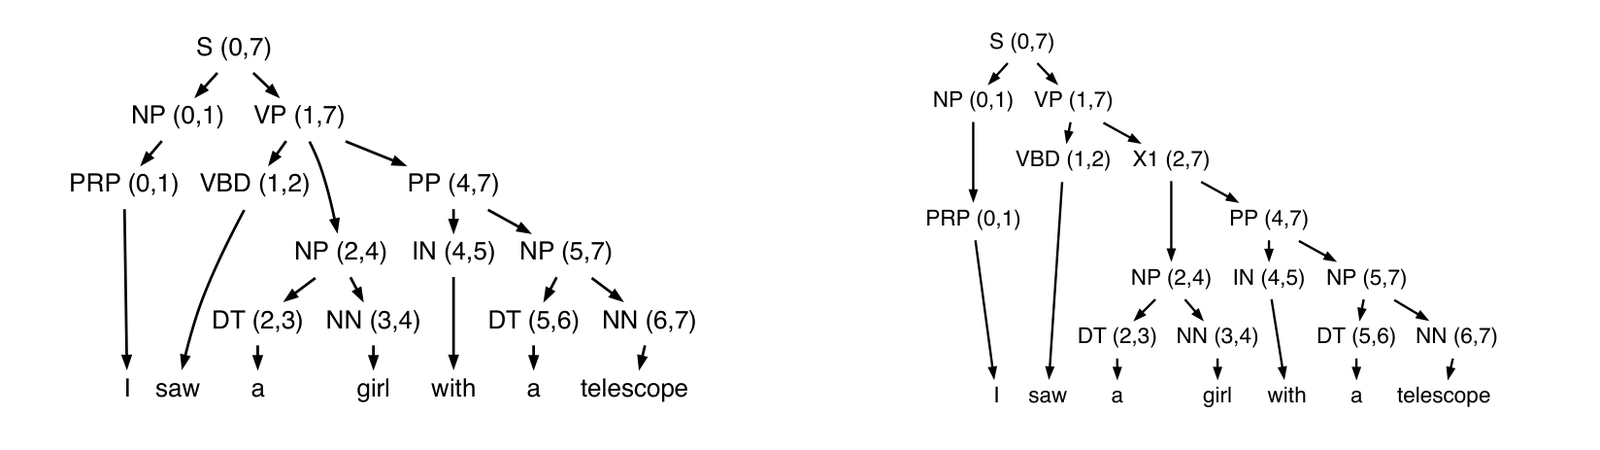 S (0,7)
NP (0,1) VP (1,7)
PRP (0,1) VBD (1,2) PP (4,7)
NP (2,4) IN (4,5) NP (5,7)
DT (2,3) NN (3,4) DT (5,6) NN (6,7)
I saw a girl with a telescope
S (0,7)
NP (0,1) VP (1,7)
VBD (1,2) X1 (2,7)
PRP (0,1) PP (4,7)
NP (2,4) IN (4,5) NP (5,7)
DT (2,3) NN (3,4) DT (5,6) NN (6,7)
I saw a girl with a telescope